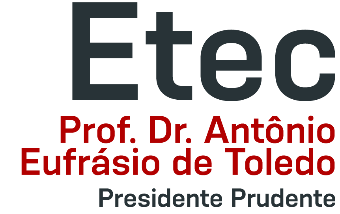 Etec
Prof. Dr. Antônio
Eufrásio de Toledo
Presidente Prudente